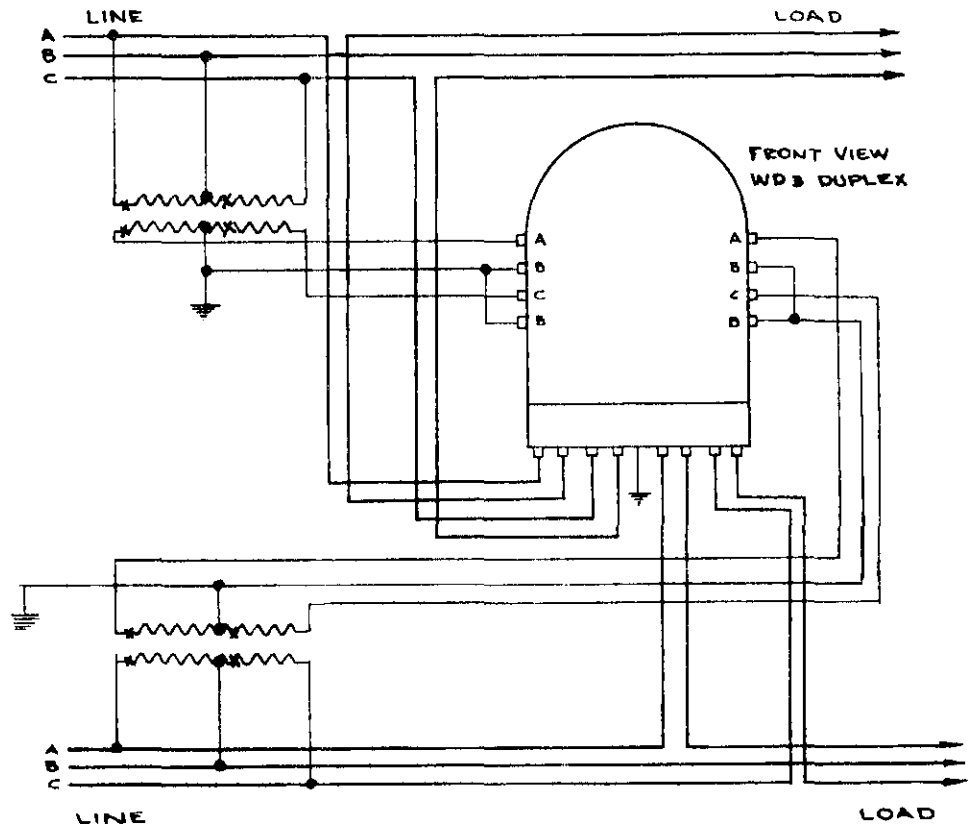 LINE
LOAD
A
B
C
FRONT VIEW
WD3 DUPLEX
A A
B B
C C
B B
A
B
C
LINE
LOAD